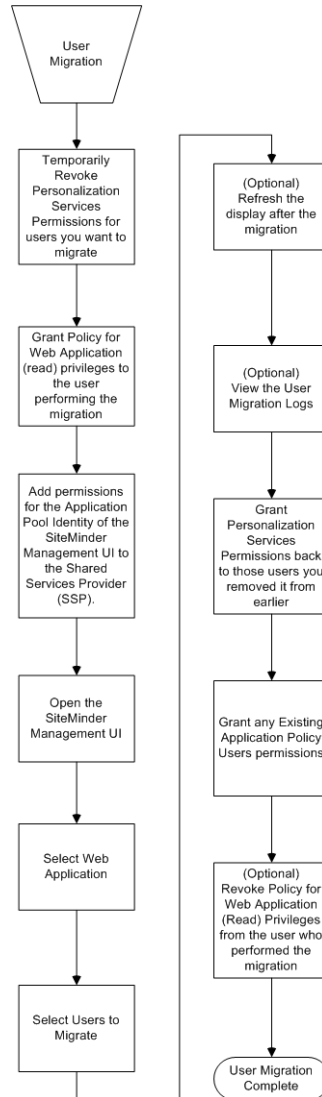 User
Migration
Temporarily
Revoke
Personalization
Services
Permissions for
users you want to
migrate
Grant Policy for
Web Application
(read) privileges to
the user
performing the
migration
Add permissions
for the Application
Pool Identity of the
SiteMinder
Management UI to
the Shared
Services Provider
(SSP).
Open the
SiteMinder
Management UI
Select Web
Application
Select Users to
Migrate
(Optional)
Refresh the
display after the
migration
(Optional)
View the User
Migration Logs
Grant
Personalization
Services
Permissions back
to those users you
removed it from
earlier
Grant any Existing
Application Policy
Users permissions
(Optional)
Revoke Policy for
Web Application
(Read) Privileges
from the user who
performed the
migration
User Migration
Complete